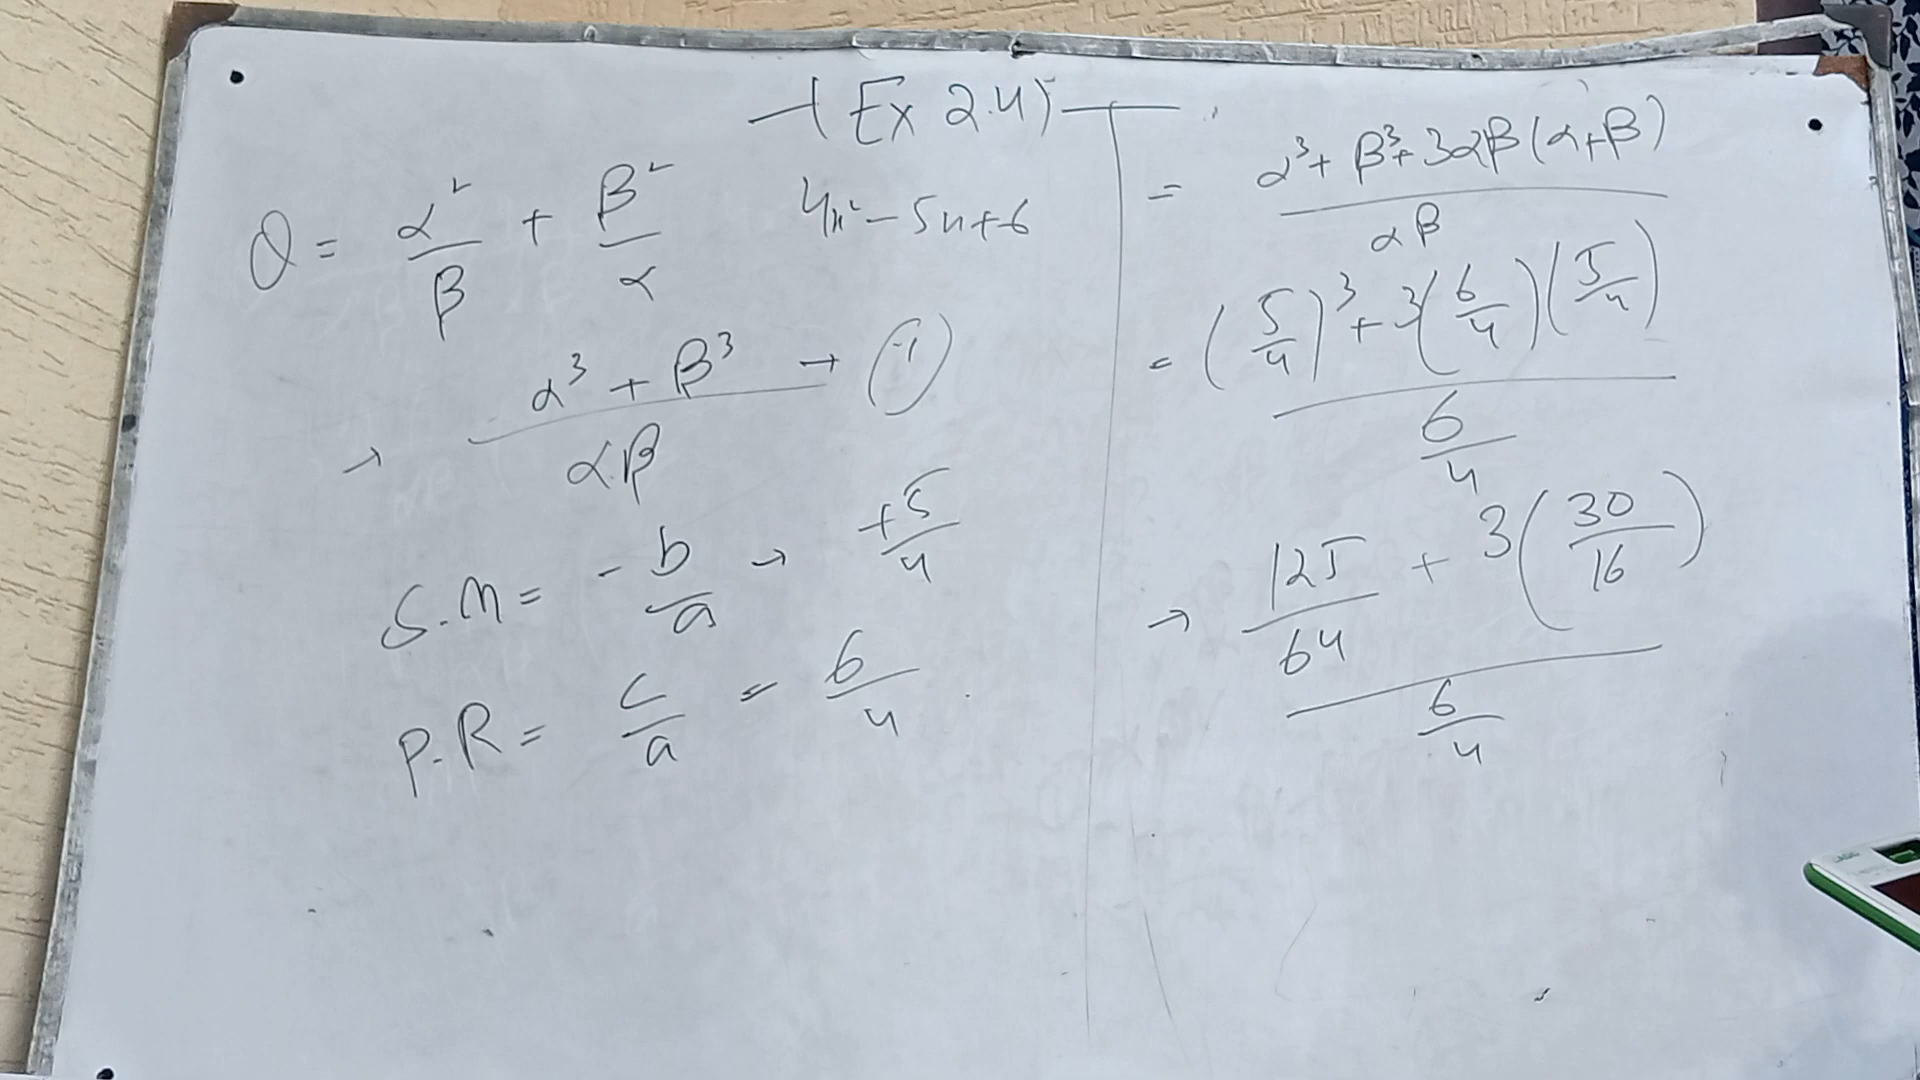 (Ex 2.4)
Q = α²/β + β²/α    4x² - 5x + 6
→ (α³ + β³)/(αβ) → (i)
S.M = -b/a → +5/4
P.R = c/a = 6/4
= (α³ + β³ + 3αβ(α+β))/(αβ)
= ((5/4)³ + 3(6/4)(5/4))/(6/4)
→ (125/64 + 3(30/16))/(6/4)